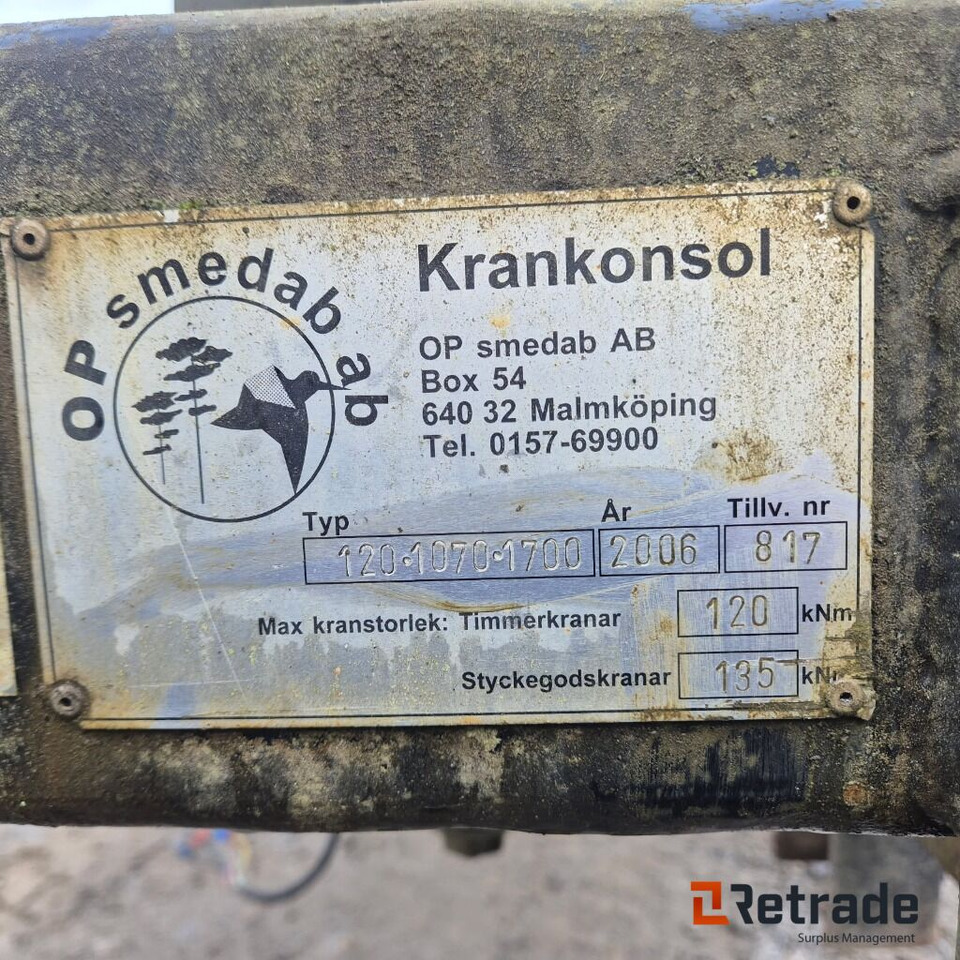 OP smedab ab
Krankonsol
OP smedab AB
Box 54
640 32 Malmköping
Tel. 0157-69900
Typ År Tillv. nr
120•1070•1700 2006 817
Max kranstorlek: Timmerkranar 120 kNm
Styckegodskranar 135 kN
Retrade
Surplus Management